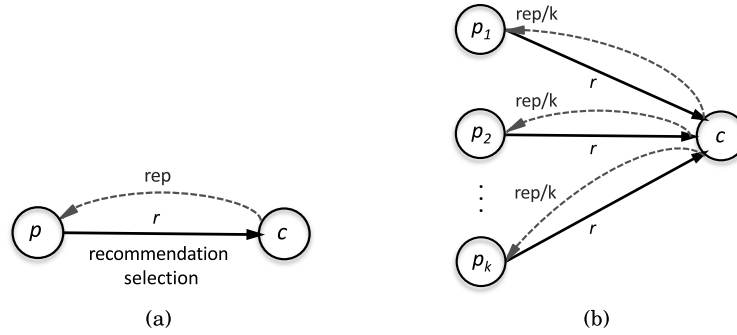 rep
p
r
c
recommendation
selection
(a)
rep/k
p1
r
rep/k
p2
r
c
rep/k
⋮
r
pk
(b)